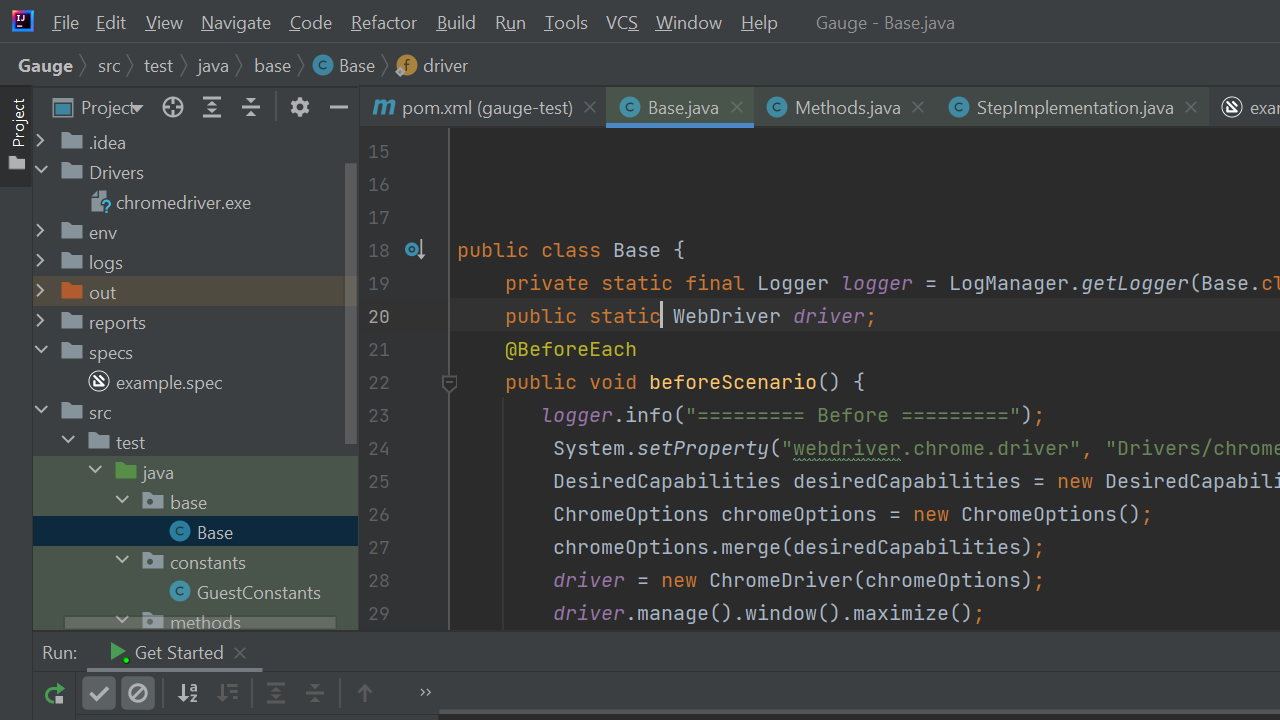 File Edit View Navigate Code Refactor Build Run Tools VCS Window Help Gauge - Base.java
Gauge src test java base Base driver
Project
Project
pom.xml (gauge-test) Base.java Methods.java StepImplementation.java exam
.idea
Drivers
chromedriver.exe
env
logs
out
reports
specs
example.spec
src
test
java
base
Base
constants
GuestConstants
methods
15
16
17
18 public class Base {
19 private static final Logger logger = LogManager.getLogger(Base.cl
20 public static WebDriver driver;
21 @BeforeEach
22 public void beforeScenario() {
23 logger.info("========= Before =========");
24 System.setProperty("webdriver.chrome.driver", "Drivers/chrome
25 DesiredCapabilities desiredCapabilities = new DesiredCapabili
26 ChromeOptions chromeOptions = new ChromeOptions();
27 chromeOptions.merge(desiredCapabilities);
28 driver = new ChromeDriver(chromeOptions);
29 driver.manage().window().maximize();
Run: Get Started